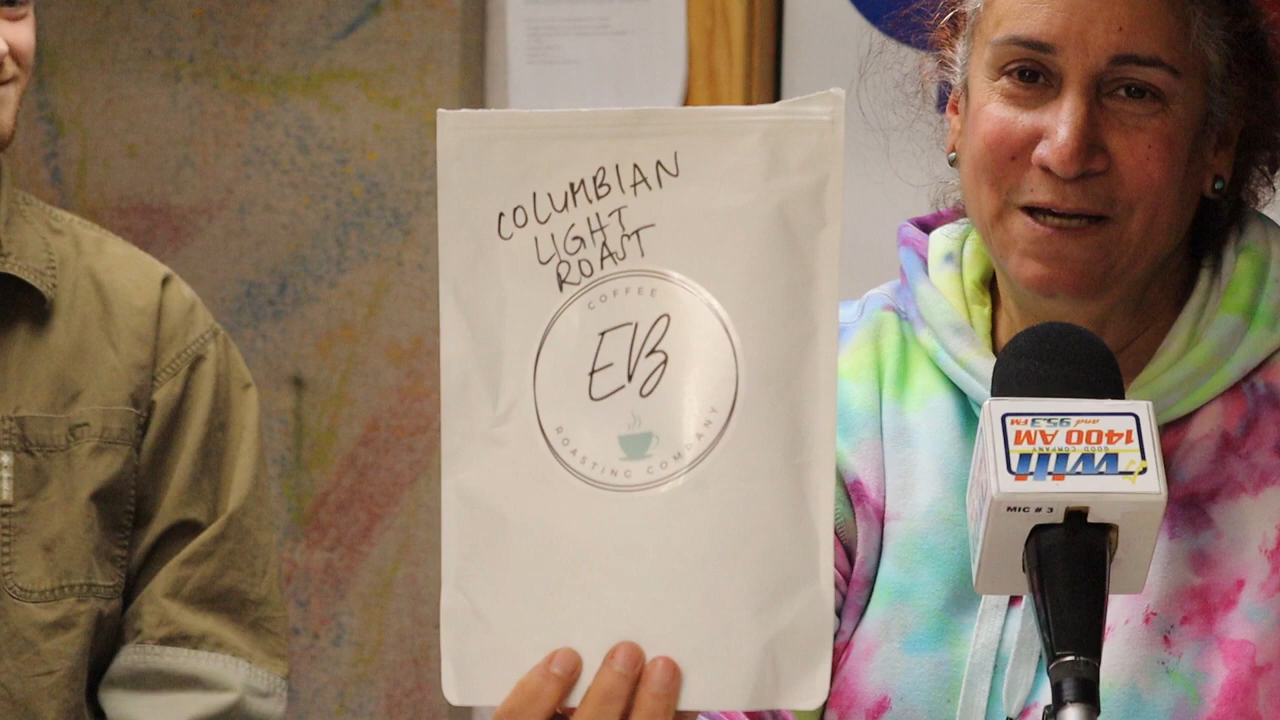 COLUMBIAN
LIGHT
ROAST
COFFEE
EB
ROASTING COMPANY
and 95.3 FM
1400 AM
GOOD COMPANY
MIC # 3